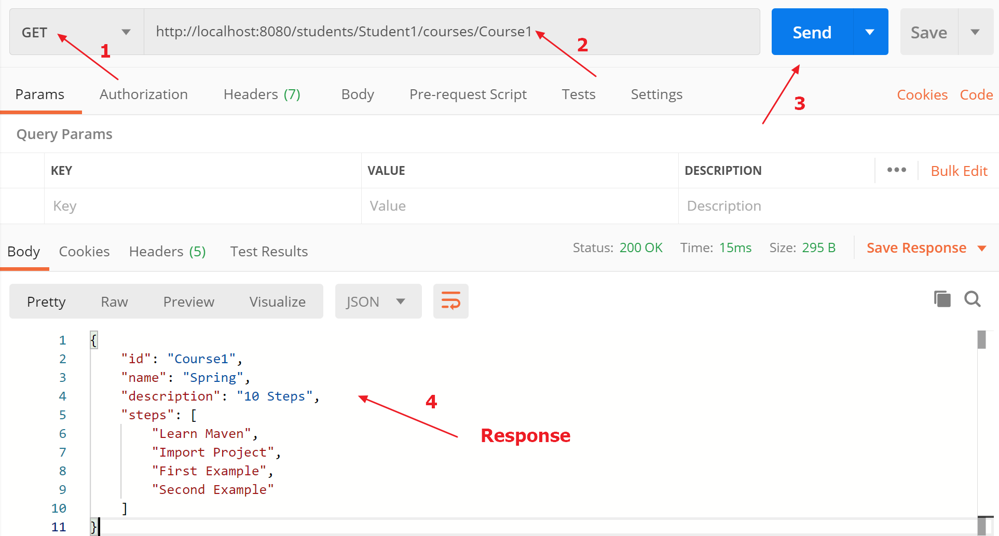 GET http://localhost:8080/students/Student1/courses/Course1 Send Save
1 2 3
Params Authorization Headers (7) Body Pre-request Script Tests Settings Cookies Code
Query Params
KEY VALUE DESCRIPTION ••• Bulk Edit
Key Value Description
Body Cookies Headers (5) Test Results Status: 200 OK Time: 15ms Size: 295 B Save Response
Pretty Raw Preview Visualize JSON
1 {
2 "id": "Course1",
3 "name": "Spring",
4 "description": "10 Steps",
4
5 "steps": [
6 "Learn Maven",
Response
7 "Import Project",
8 "First Example",
9 "Second Example"
10 ]
11 }